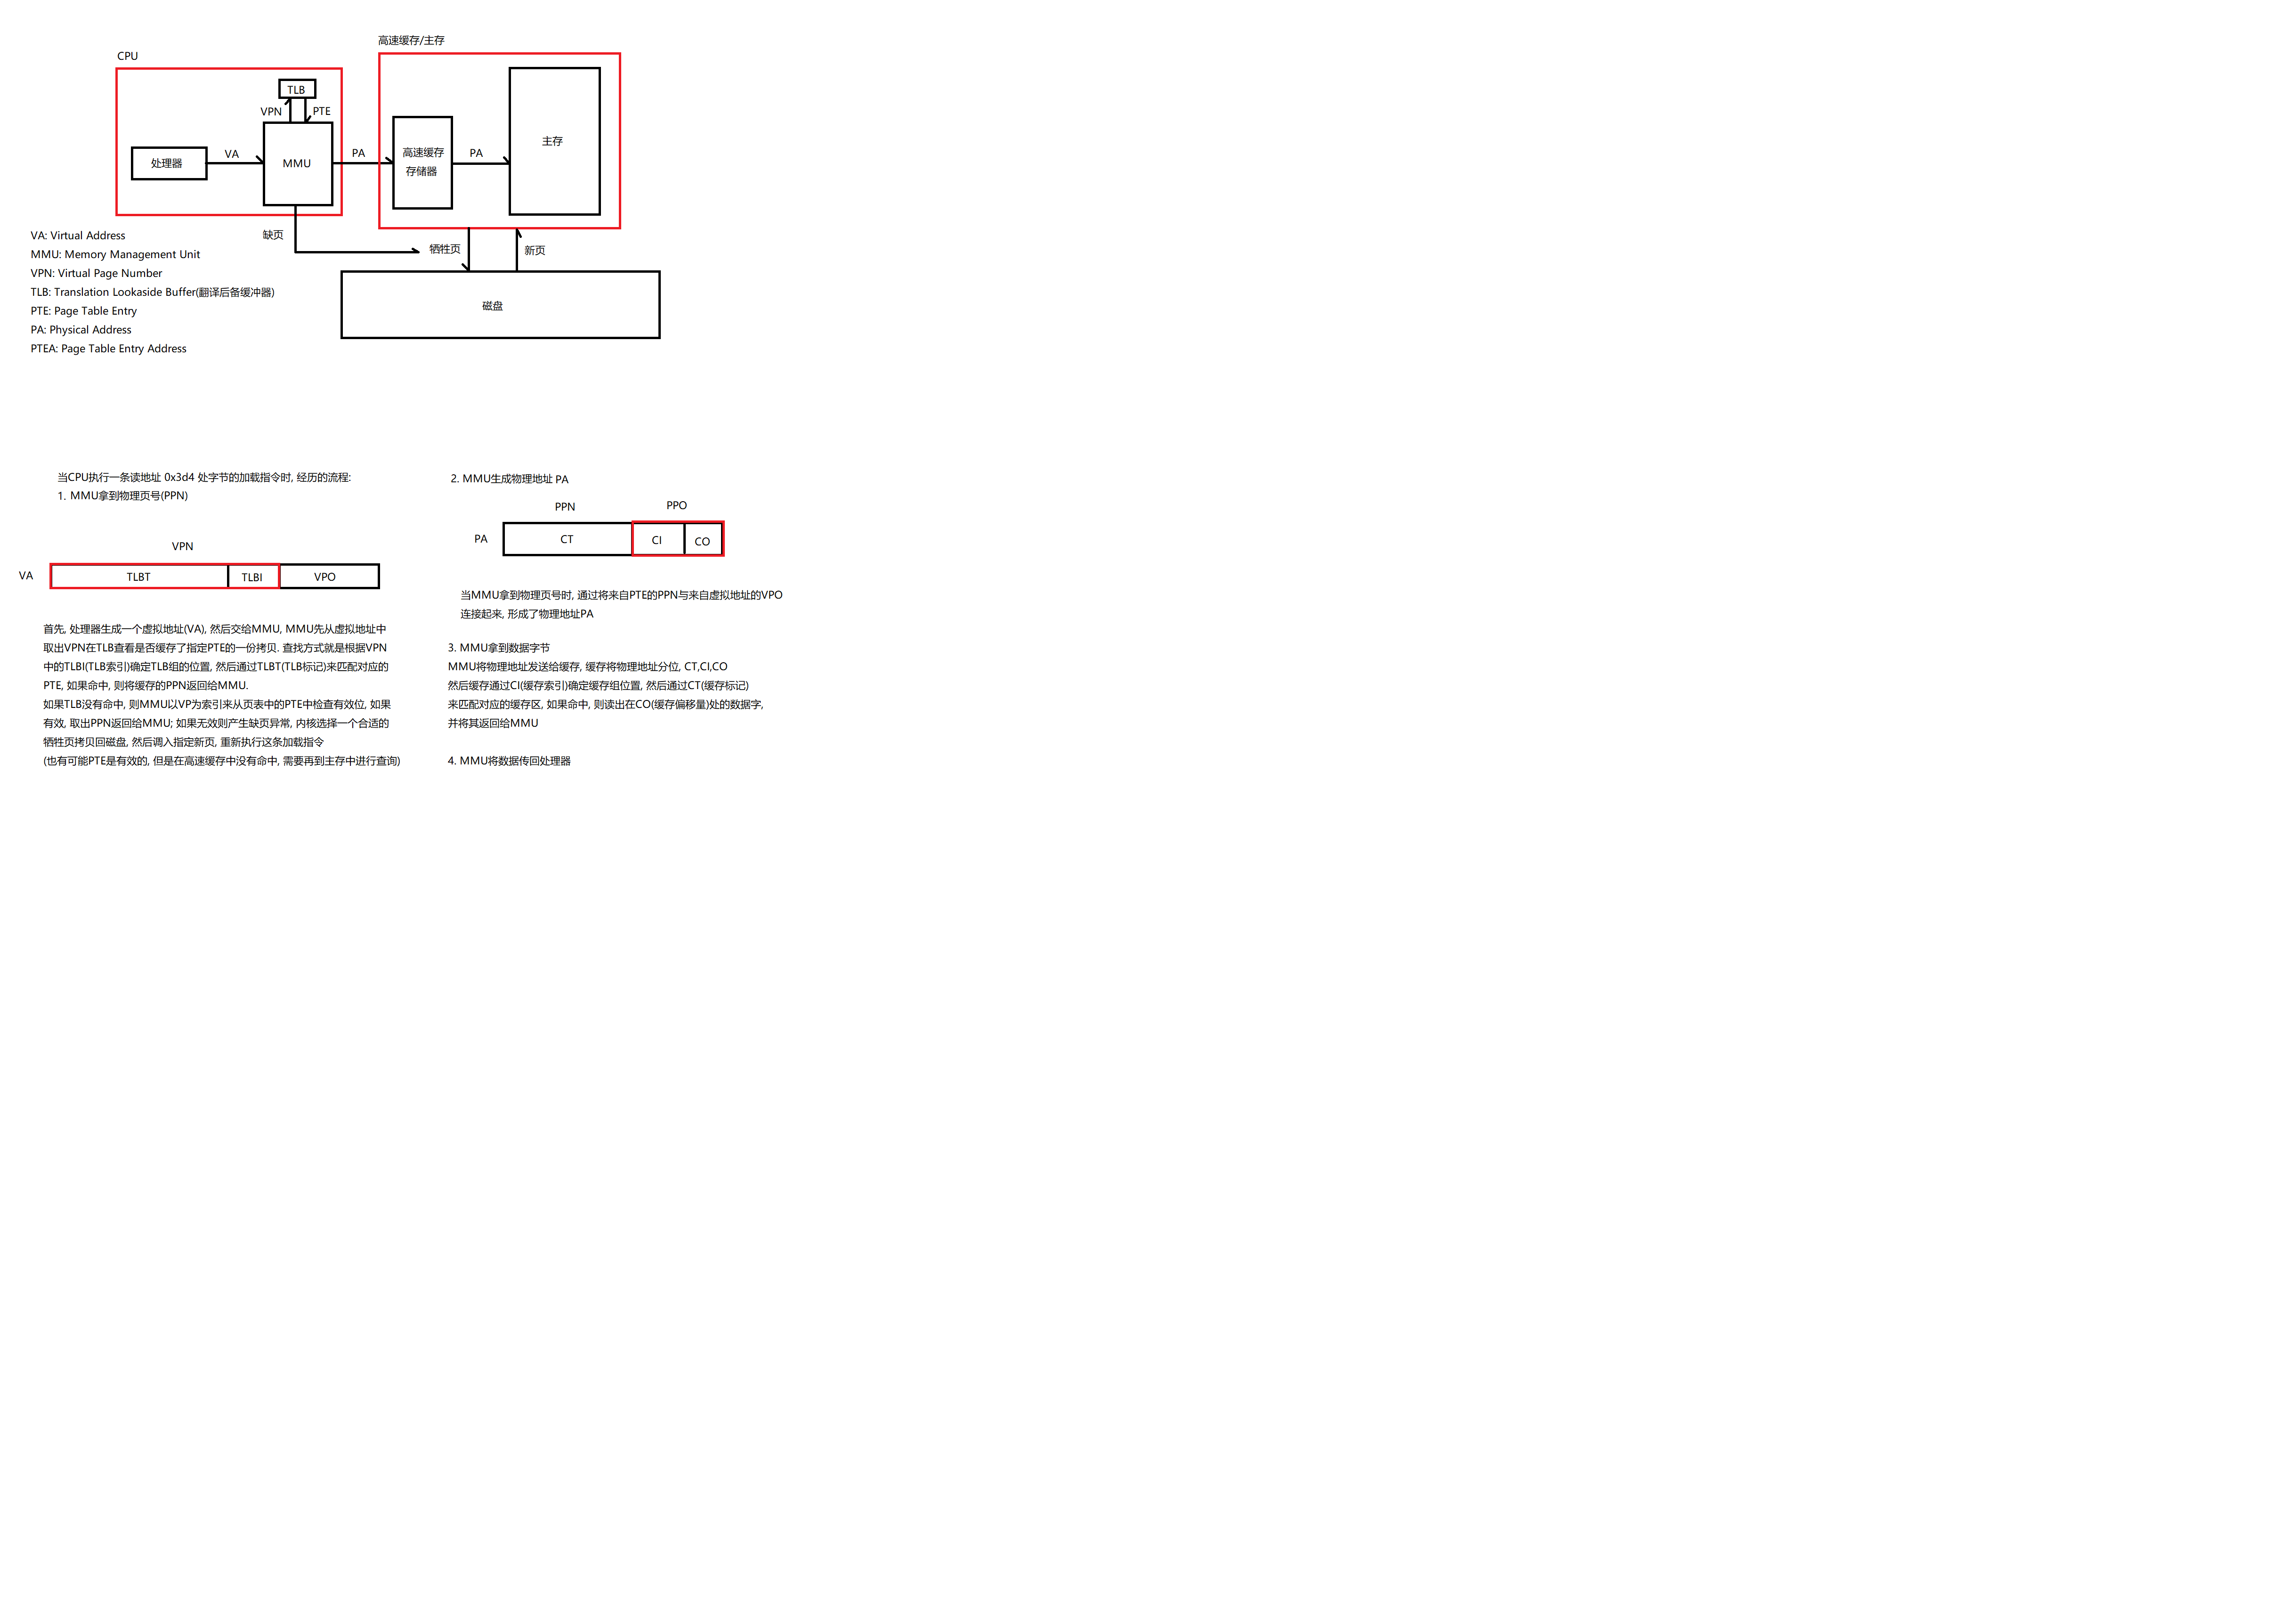 高速缓存/主存
CPU
TLB
VPN
PTE
处理器
VA
MMU
PA
高速缓存
存储器
PA
主存
缺页
牺牲页
新页
磁盘
VA: Virtual Address
MMU: Memory Management Unit
VPN: Virtual Page Number
TLB: Translation Lookaside Buffer(翻译后备缓冲器)
PTE: Page Table Entry
PA: Physical Address
PTEA: Page Table Entry Address
当CPU执行一条读地址 0x3d4 处字节的加载指令时, 经历的流程:
1. MMU拿到物理页号(PPN)
VPN
VA
TLBT
TLBI
VPO
首先, 处理器生成一个虚拟地址(VA), 然后交给MMU, MMU先从虚拟地址中
取出VPN在TLB查看是否缓存了指定PTE的一份拷贝. 查找方式就是根据VPN
中的TLBI(TLB索引)确定TLB组的位置, 然后通过TLBT(TLB标记)来匹配对应的
PTE, 如果命中, 则将缓存的PPN返回给MMU.
如果TLB没有命中, 则MMU以VP为索引来从页表中的PTE中检查有效位, 如果
有效, 取出PPN返回给MMU; 如果无效则产生缺页异常, 内核选择一个合适的
牺牲页拷贝回磁盘, 然后调入指定新页, 重新执行这条加载指令
(也有可能PTE是有效的, 但是在高速缓存中没有命中, 需要再到主存中进行查询)
2. MMU生成物理地址 PA
PPN
PPO
PA
CT
CI
CO
当MMU拿到物理页号时, 通过将来自PTE的PPN与来自虚拟地址的VPO
连接起来, 形成了物理地址PA
3. MMU拿到数据字节
MMU将物理地址发送给缓存, 缓存将物理地址分位, CT,CI,CO
然后缓存通过CI(缓存索引)确定缓存组位置, 然后通过CT(缓存标记)
来匹配对应的缓存区, 如果命中, 则读出在CO(缓存偏移量)处的数据字,
并将其返回给MMU
4. MMU将数据传回处理器